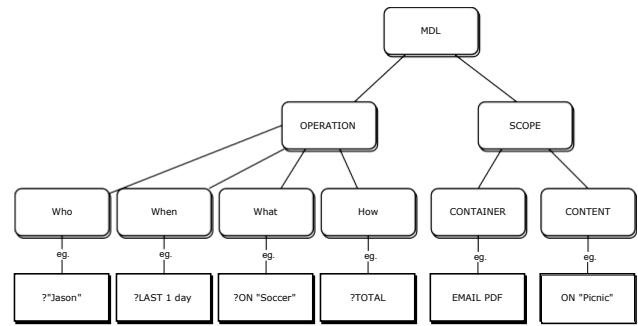 MDL
OPERATION
SCOPE
Who
When
What
How
CONTAINER
CONTENT
eg.
eg.
eg.
eg.
eg.
eg.
?"Jason"
?LAST 1 day
?ON "Soccer"
?TOTAL
EMAIL PDF
ON "Picnic"